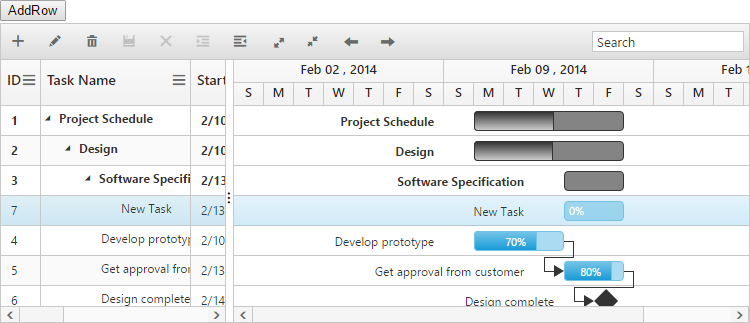 AddRow
Search
ID Task Name Start
Feb 02 , 2014 Feb 09 , 2014 Feb 1
S M T W T F S S M T W T F S S M T
1 Project Schedule 2/10 Project Schedule
2 Design 2/10 Design
3 Software Specifi 2/13 Software Specification
7 New Task 2/13 New Task 0%
4 Develop prototyp 2/10 Develop prototype 70%
5 Get approval fro 2/13 Get approval from customer 80%
6 Design complete 2/14 Design complete